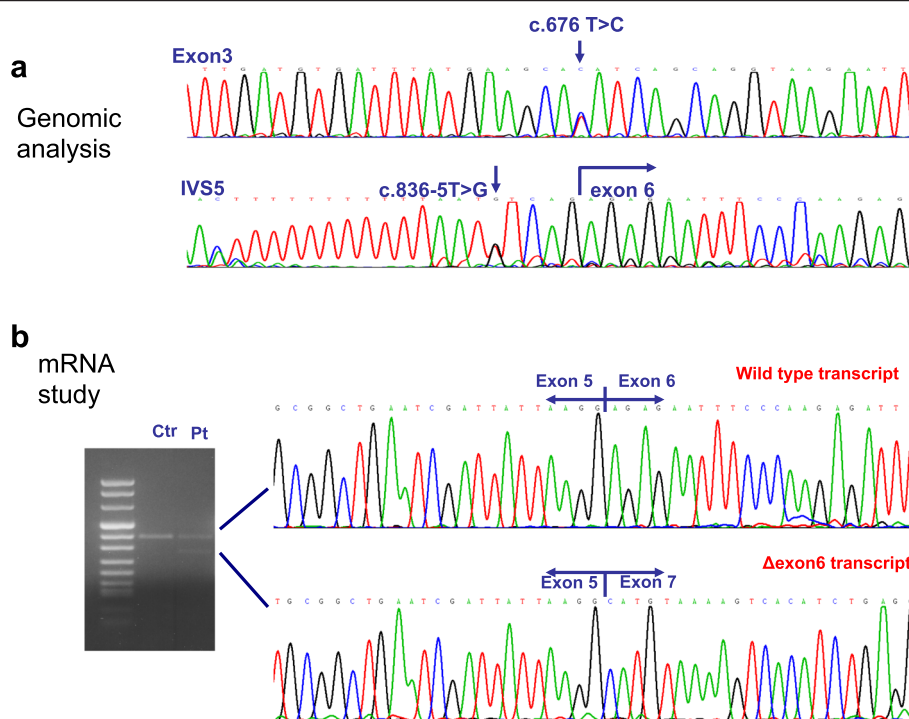 c.676 T>C
a
Exon3
T T G A T G T G A T T T A T G A A G C A C A T C A G C A G G T A A G A A T T
Genomic
analysis
IVS5
c.836-5T>G
exon 6
A C T T T T T T T T T T T A A T G T C A G A G A G A A T T T C C C A A G A G
b
mRNA
study
Wild type transcript
Exon 5 Exon 6
G C G G C T G A A T C G A T T A T T A A G G A G A G A A T T T C C C A A G A G A T T
Ctr Pt
Δexon6 transcript
Exon 5 Exon 7
T G C G G C T G A A T C G A T T A T T A A G G C A T G T A A A A G T C A C A T C T G A G